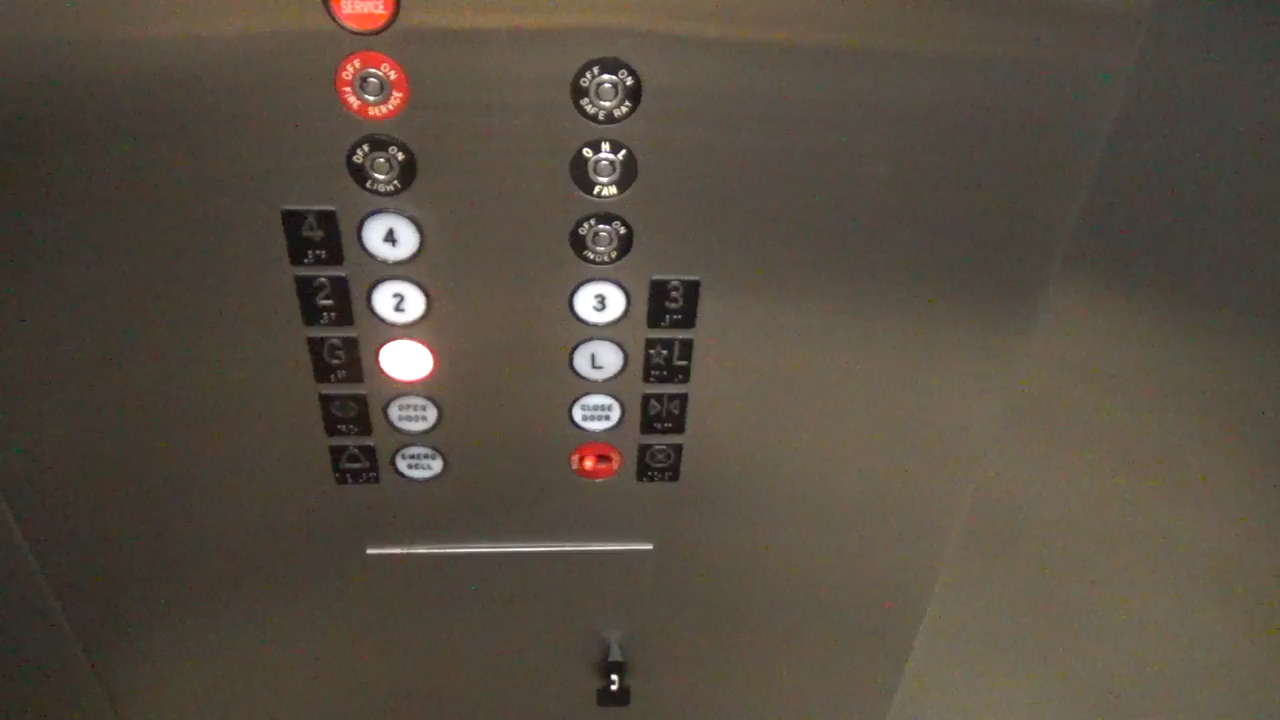 SERVICE
OFF ON
FIRE SERVICE
OFF ON
SAFE RAY
OFF ON
LIGHT
O H L
FAN
4 4
OFF ON
INDEP
2 2
3 3
G
L ★L
OPEN
DOOR
CLOSE
DOOR
EMERG
BELL